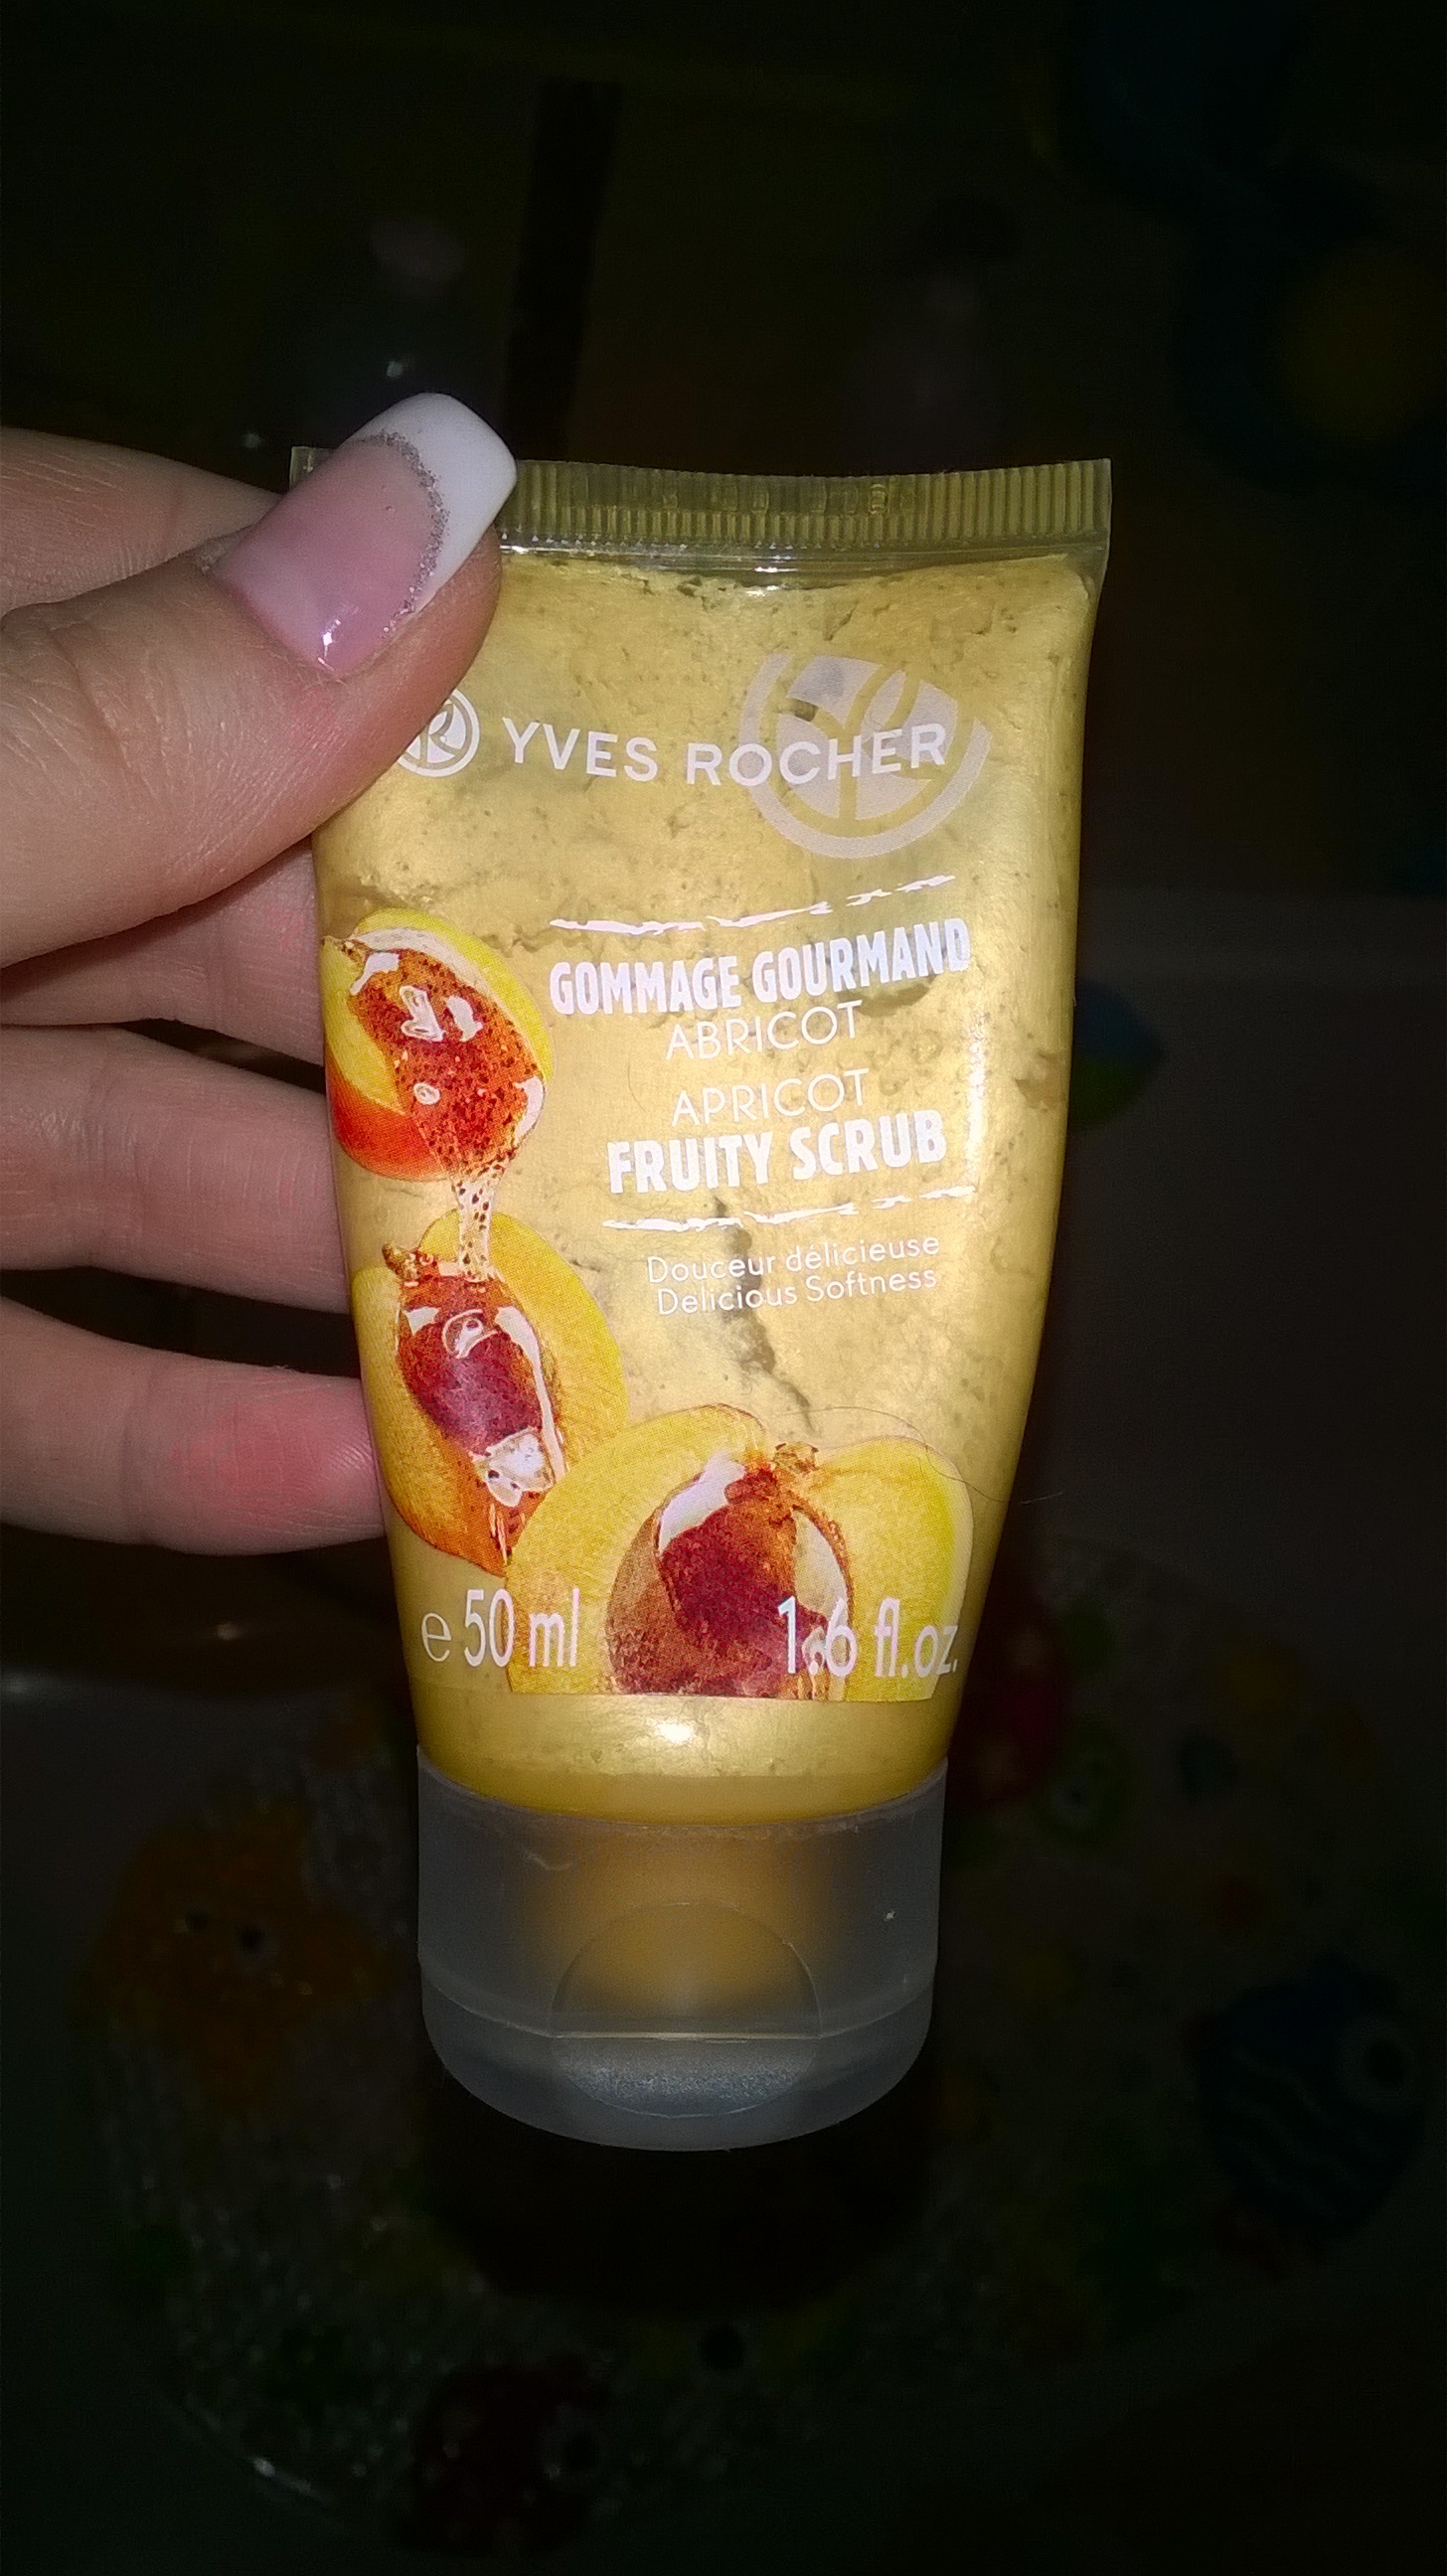 YVES ROCHER
GOMMAGE GOURMAND
ABRICOT
APRICOT
FRUITY SCRUB
Douceur délicieuse
Delicious Softness
e 50 ml 1.6 fl.oz.